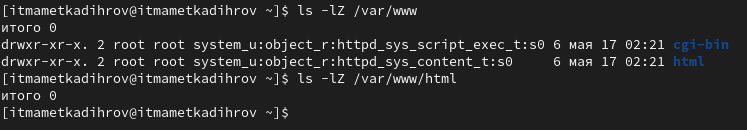 [itmametkadihrov@itmametkadihrov ~]$ ls -lZ /var/www
итого 0
drwxr-xr-x. 2 root root system_u:object_r:httpd_sys_script_exec_t:s0 6 мая 17 02:21 cgi-bin
drwxr-xr-x. 2 root root system_u:object_r:httpd_sys_content_t:s0     6 мая 17 02:21 html
[itmametkadihrov@itmametkadihrov ~]$ ls -lZ /var/www/html
итого 0
[itmametkadihrov@itmametkadihrov ~]$